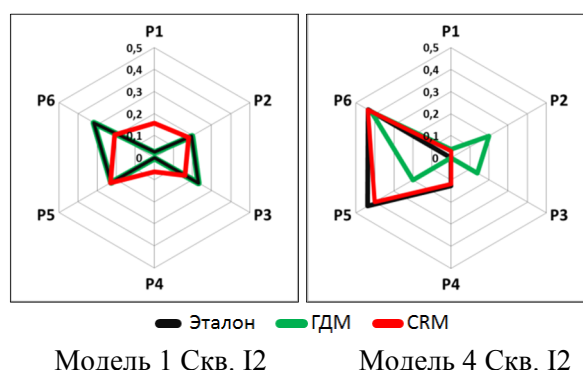 P1
0,5
0,4
0,3
0,2
0,1
0
P2
P3
P4
P5
P6
P1
0,5
0,4
0,3
0,2
0,1
0
P2
P3
P4
P5
P6
Эталон ГДМ CRM
Модель 1 Скв. I2 Модель 4 Скв. I2